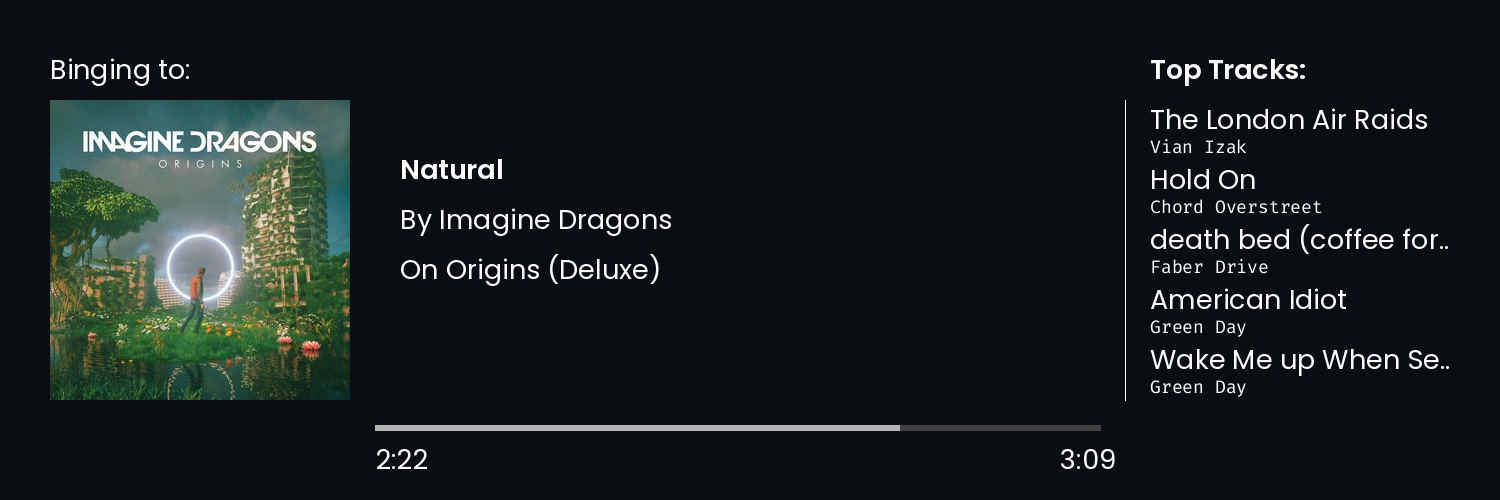 Binging to:
IMAGINE DRAGONS
ORIGINS
Natural
By Imagine Dragons
On Origins (Deluxe)
2:22
3:09
Top Tracks:
The London Air Raids
Vian Izak
Hold On
Chord Overstreet
death bed (coffee for..
Faber Drive
American Idiot
Green Day
Wake Me up When Se..
Green Day